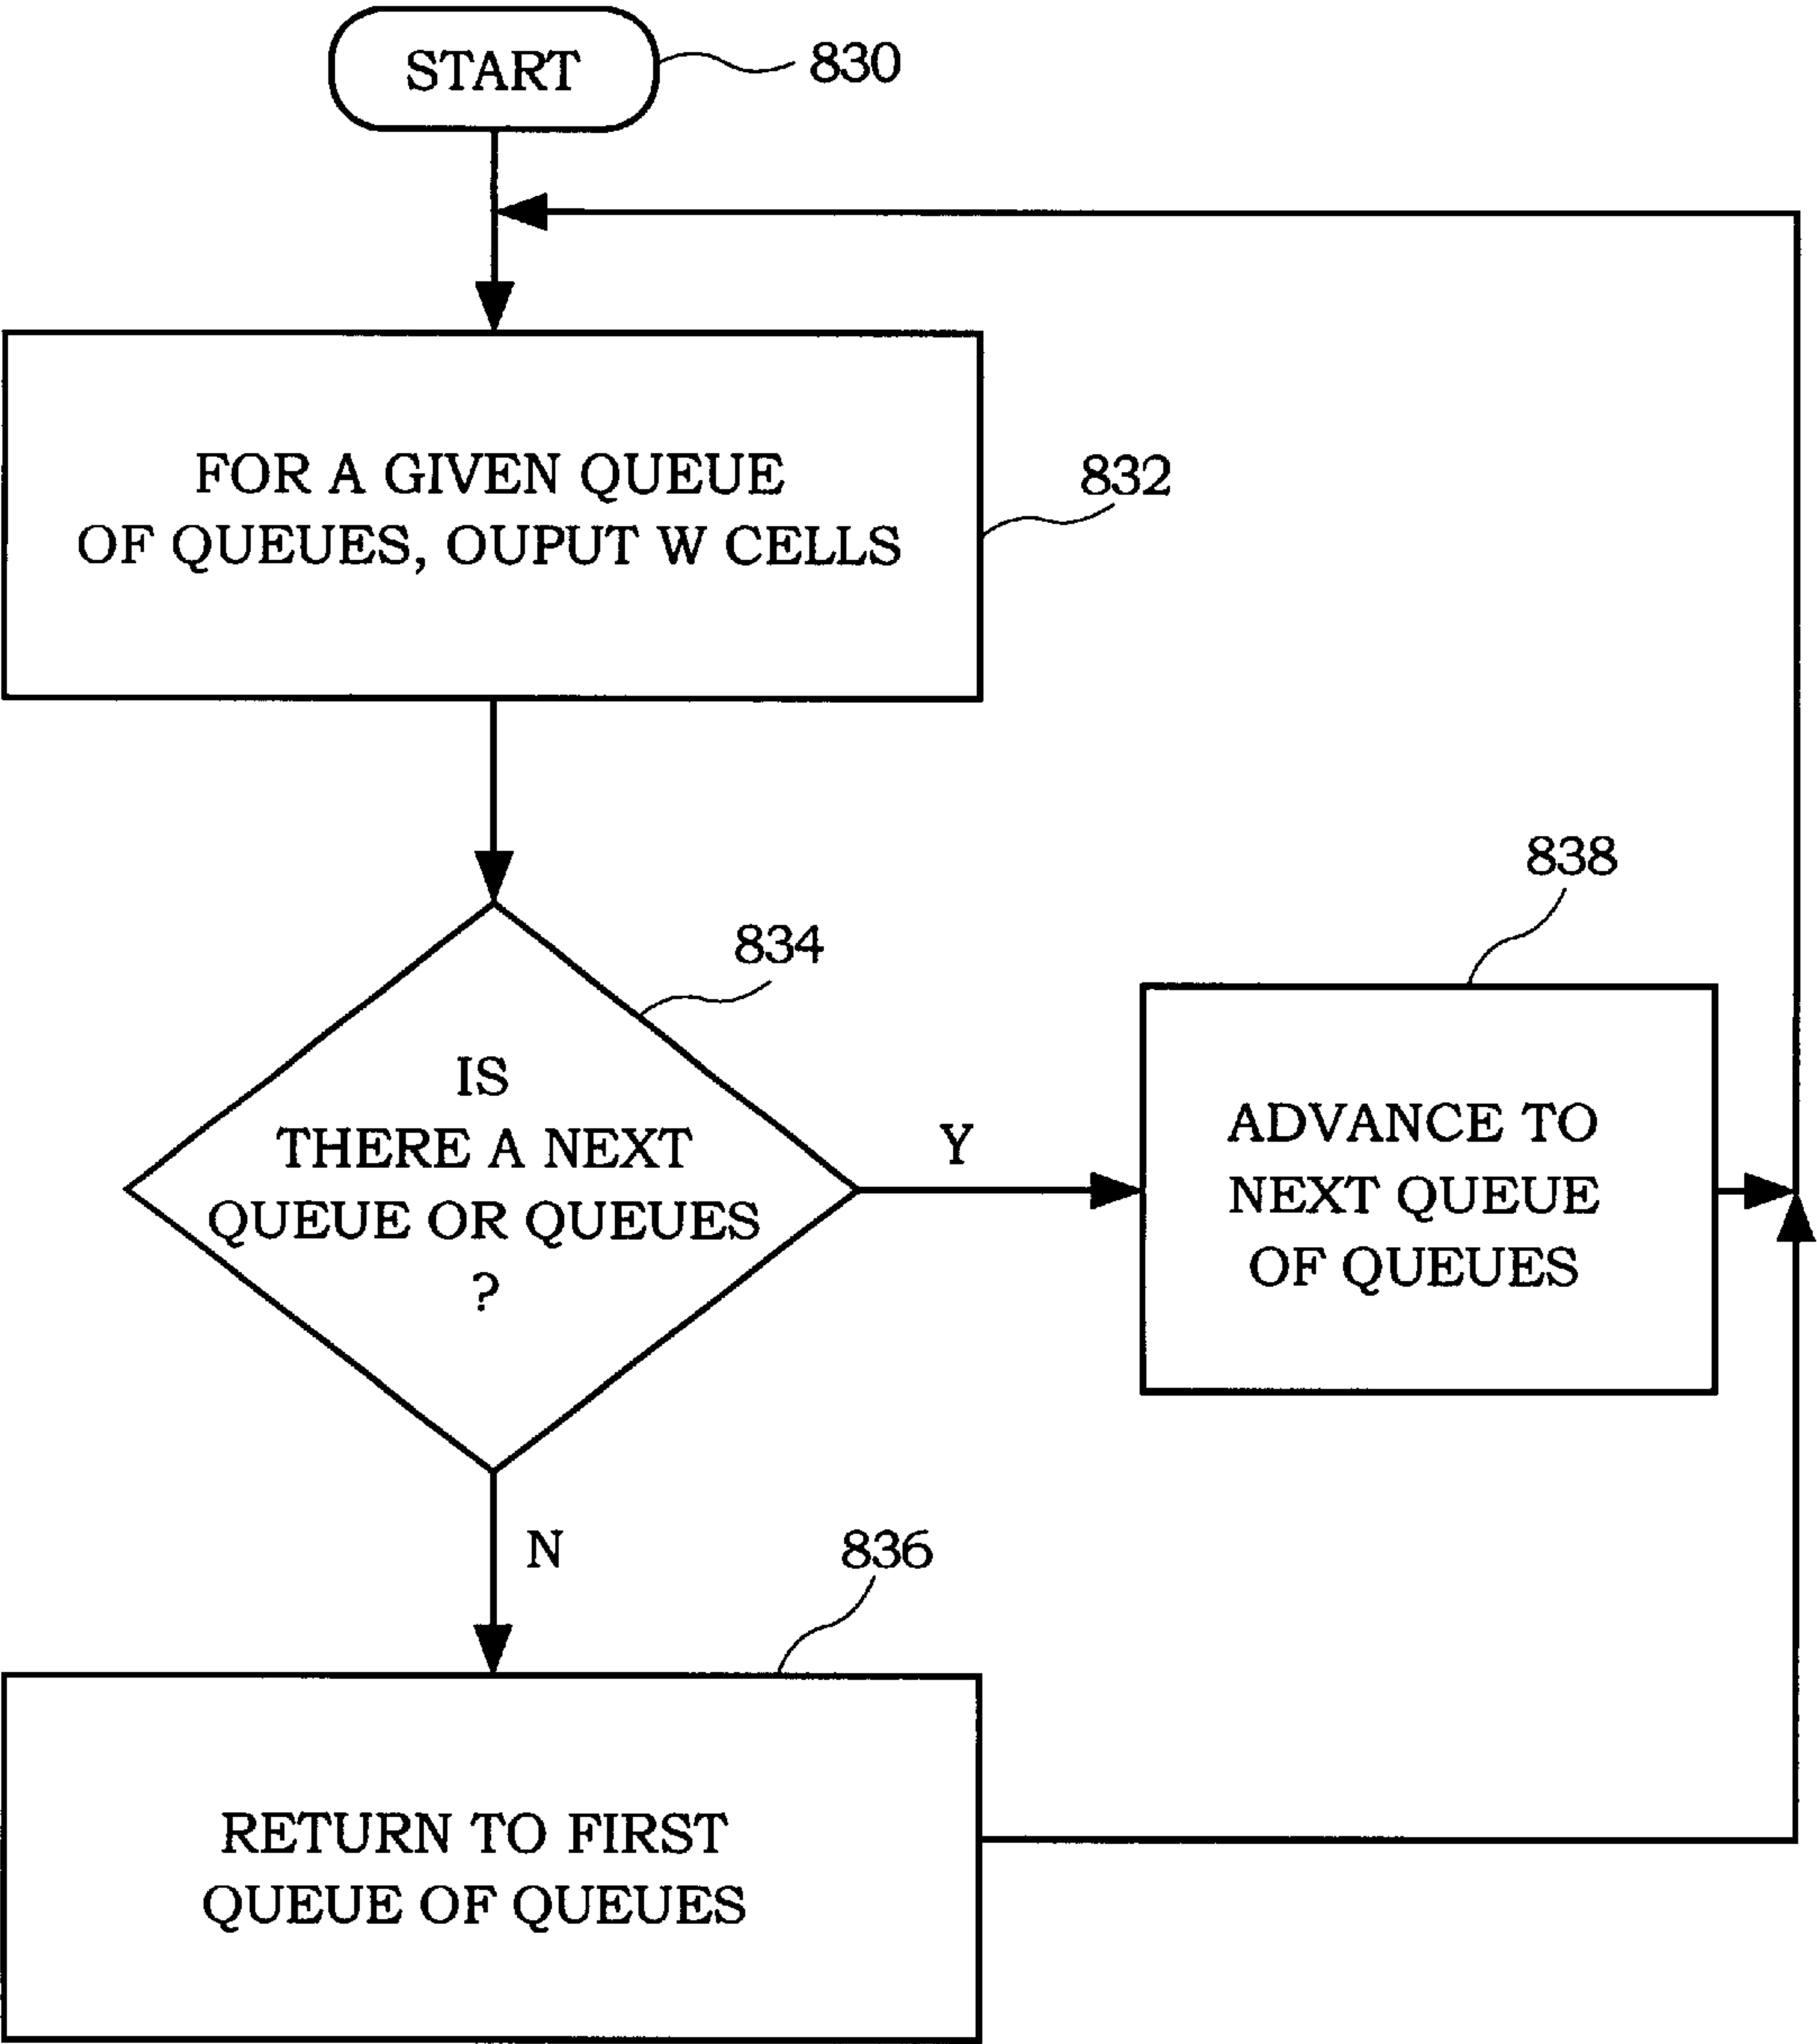 START
830
FOR A GIVEN QUEUE
OF QUEUES, OUPUT W CELLS
832
834
IS
THERE A NEXT
QUEUE OR QUEUES
?
Y
838
ADVANCE TO
NEXT QUEUE
OF QUEUES
N
836
RETURN TO FIRST
QUEUE OF QUEUES